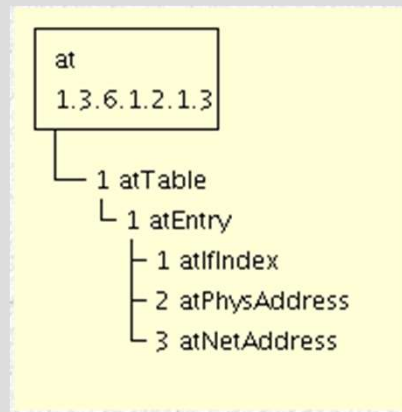 at
1.3.6.1.2.1.3
1 atTable
1 atEntry
1 atIfIndex
2 atPhysAddress
3 atNetAddress